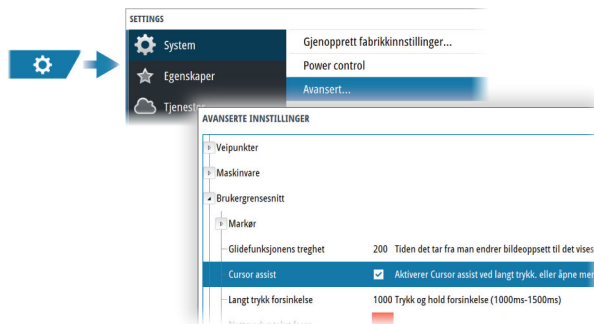 SETTINGS
System
Gjenopprett fabrikkinnstillinger...
Power control
Egenskaper
Avansert...
Tjenester
AVANSERTE INNSTILLINGER
Veipunkter
Maskinvare
Brukergrensesnitt
Markør
Glidefunksjonens treghet 200 Tiden det tar fra man endrer bildeoppsett til det vises
Cursor assist Aktiverer Cursor assist ved langt trykk. eller åpne
Langt trykk forsinkelse 1000 Trykk og hold forsinkelse (1000ms-1500ms)